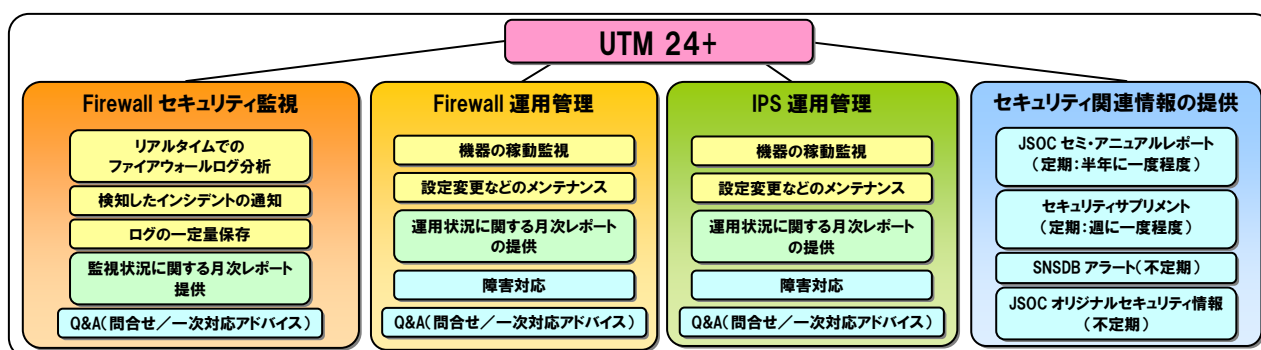 UTM 24+
Firewall セキュリティ監視
リアルタイムでの
ファイアウォールログ分析
検知したインシデントの通知
ログの一定量保存
監視状況に関する月次レポート
提供
Q&A(問合せ／一次対応アドバイス)
Firewall 運用管理
機器の稼動監視
設定変更などのメンテナンス
運用状況に関する月次レポート
の提供
障害対応
Q&A(問合せ／一次対応アドバイス)
IPS 運用管理
機器の稼動監視
設定変更などのメンテナンス
運用状況に関する月次レポート
の提供
障害対応
Q&A(問合せ／一次対応アドバイス)
セキュリティ関連情報の提供
JSOC セミ・アニュアルレポート
(定期：半年に一度程度)
セキュリティサプリメント
(定期：週に一度程度)
SNSDB アラート(不定期)
JSOC オリジナルセキュリティ情報
(不定期)